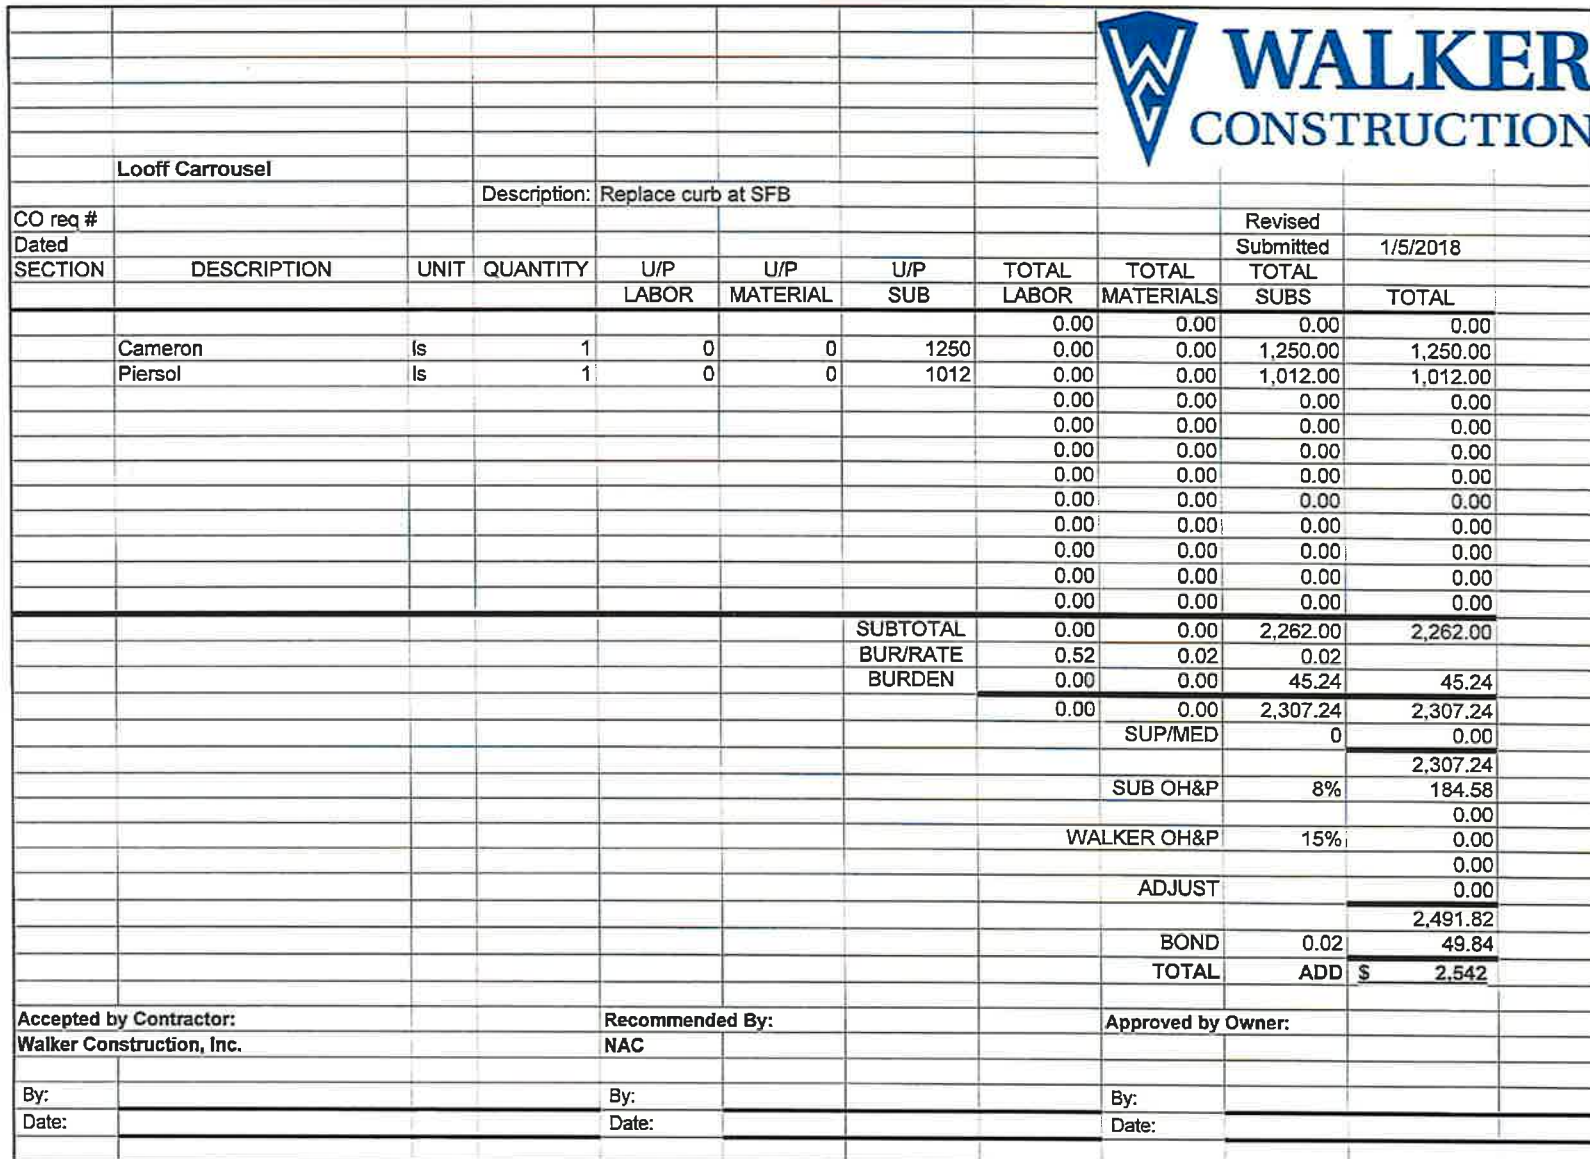 WALKER
CONSTRUCTION
Looff Carrousel
Description: Replace curb at SFB
CO req # Revised
Dated Submitted 1/5/2018
SECTION DESCRIPTION UNIT QUANTITY U/P U/P U/P TOTAL TOTAL TOTAL
LABOR MATERIAL SUB LABOR MATERIALS SUBS TOTAL
0.00 0.00 0.00 0.00
Cameron ls 1 0 0 1250 0.00 0.00 1,250.00 1,250.00
Piersol ls 1 0 0 1012 0.00 0.00 1,012.00 1,012.00
0.00 0.00 0.00 0.00
0.00 0.00 0.00 0.00
0.00 0.00 0.00 0.00
0.00 0.00 0.00 0.00
0.00 0.00 0.00 0.00
0.00 0.00 0.00 0.00
0.00 0.00 0.00 0.00
0.00 0.00 0.00 0.00
0.00 0.00 0.00 0.00
SUBTOTAL 0.00 0.00 2,262.00 2,262.00
BUR/RATE 0.52 0.02 0.02
BURDEN 0.00 0.00 45.24 45.24
0.00 0.00 2,307.24 2,307.24
SUP/MED 0 0.00
2,307.24
SUB OH&P 8% 184.58
0.00
WALKER OH&P 15% 0.00
0.00
ADJUST 0.00
2,491.82
BOND 0.02 49.84
TOTAL ADD $ 2,542
Accepted by Contractor: Recommended By: Approved by Owner:
Walker Construction, Inc. NAC
By: By: By:
Date: Date: Date: